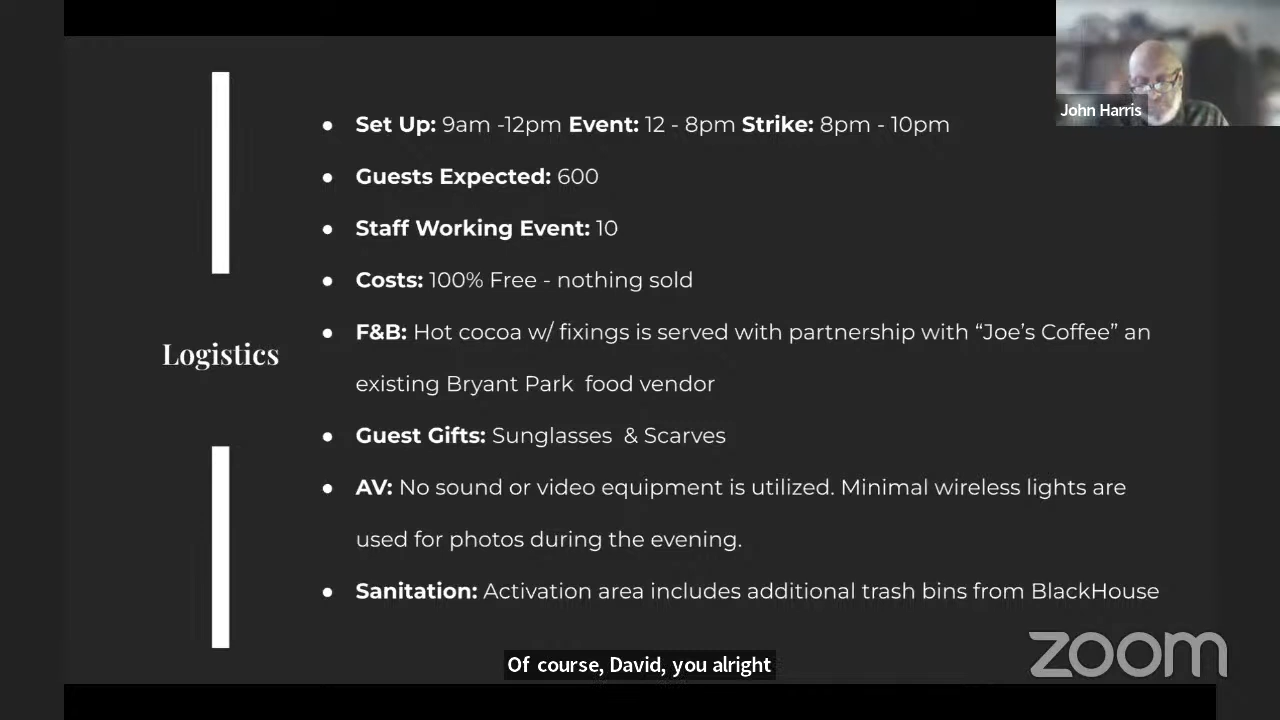 John Harris
● Set Up: 9am -12pm Event: 12 - 8pm Strike: 8pm - 10pm
● Guests Expected: 600
● Staff Working Event: 10
● Costs: 100% Free - nothing sold
● F&B: Hot cocoa w/ fixings is served with partnership with “Joe’s Coffee” an
existing Bryant Park  food vendor
Logistics
● Guest Gifts: Sunglasses  & Scarves
● AV: No sound or video equipment is utilized. Minimal wireless lights are
used for photos during the evening.
● Sanitation: Activation area includes additional trash bins from BlackHouse
zoom
Of course, David, you alright